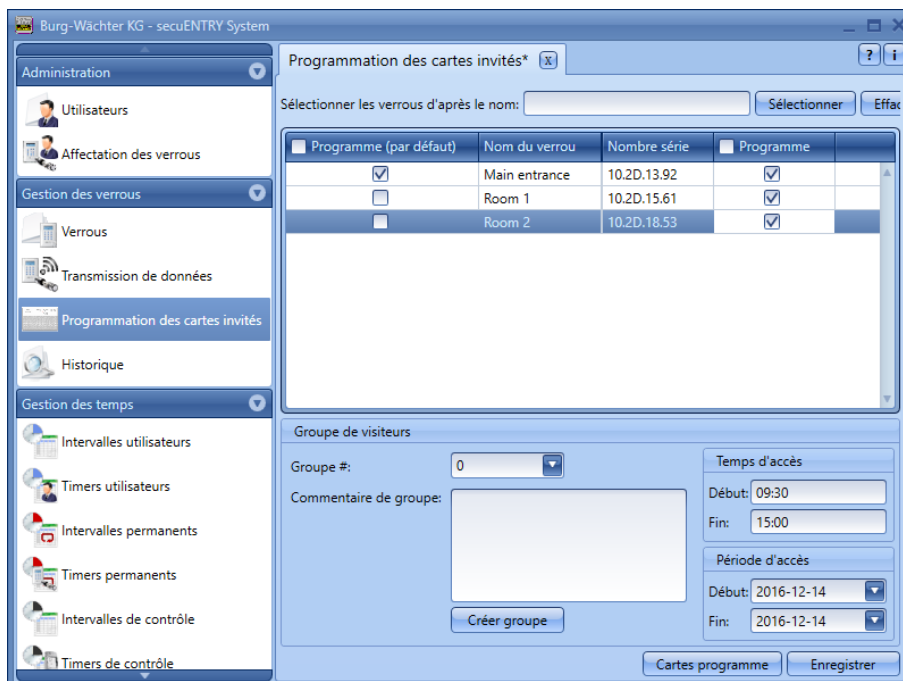 Burg-Wächter KG - secuENTRY System
Administration
Utilisateurs
Affectation des verrous
Gestion des verrous
Verrous
Transmission de données
Programmation des cartes invités
Historique
Gestion des temps
Intervalles utilisateurs
Timers utilisateurs
Intervalles permanents
Timers permanents
Intervalles de contrôle
Timers de contrôle
Programmation des cartes invités* x
? i
Sélectionner les verrous d'après le nom: Sélectionner Effac
Programme (par défaut) Nom du verrou Nombre série Programme
Main entrance 10.2D.13.92
Room 1 10.2D.15.61
Room 2 10.2D.18.53
Groupe de visiteurs
Groupe #: 0
Commentaire de groupe:
Créer groupe
Temps d'accès
Début: 09:30
Fin: 15:00
Période d'accès
Début: 2016-12-14
Fin: 2016-12-14
Cartes programme Enregistrer